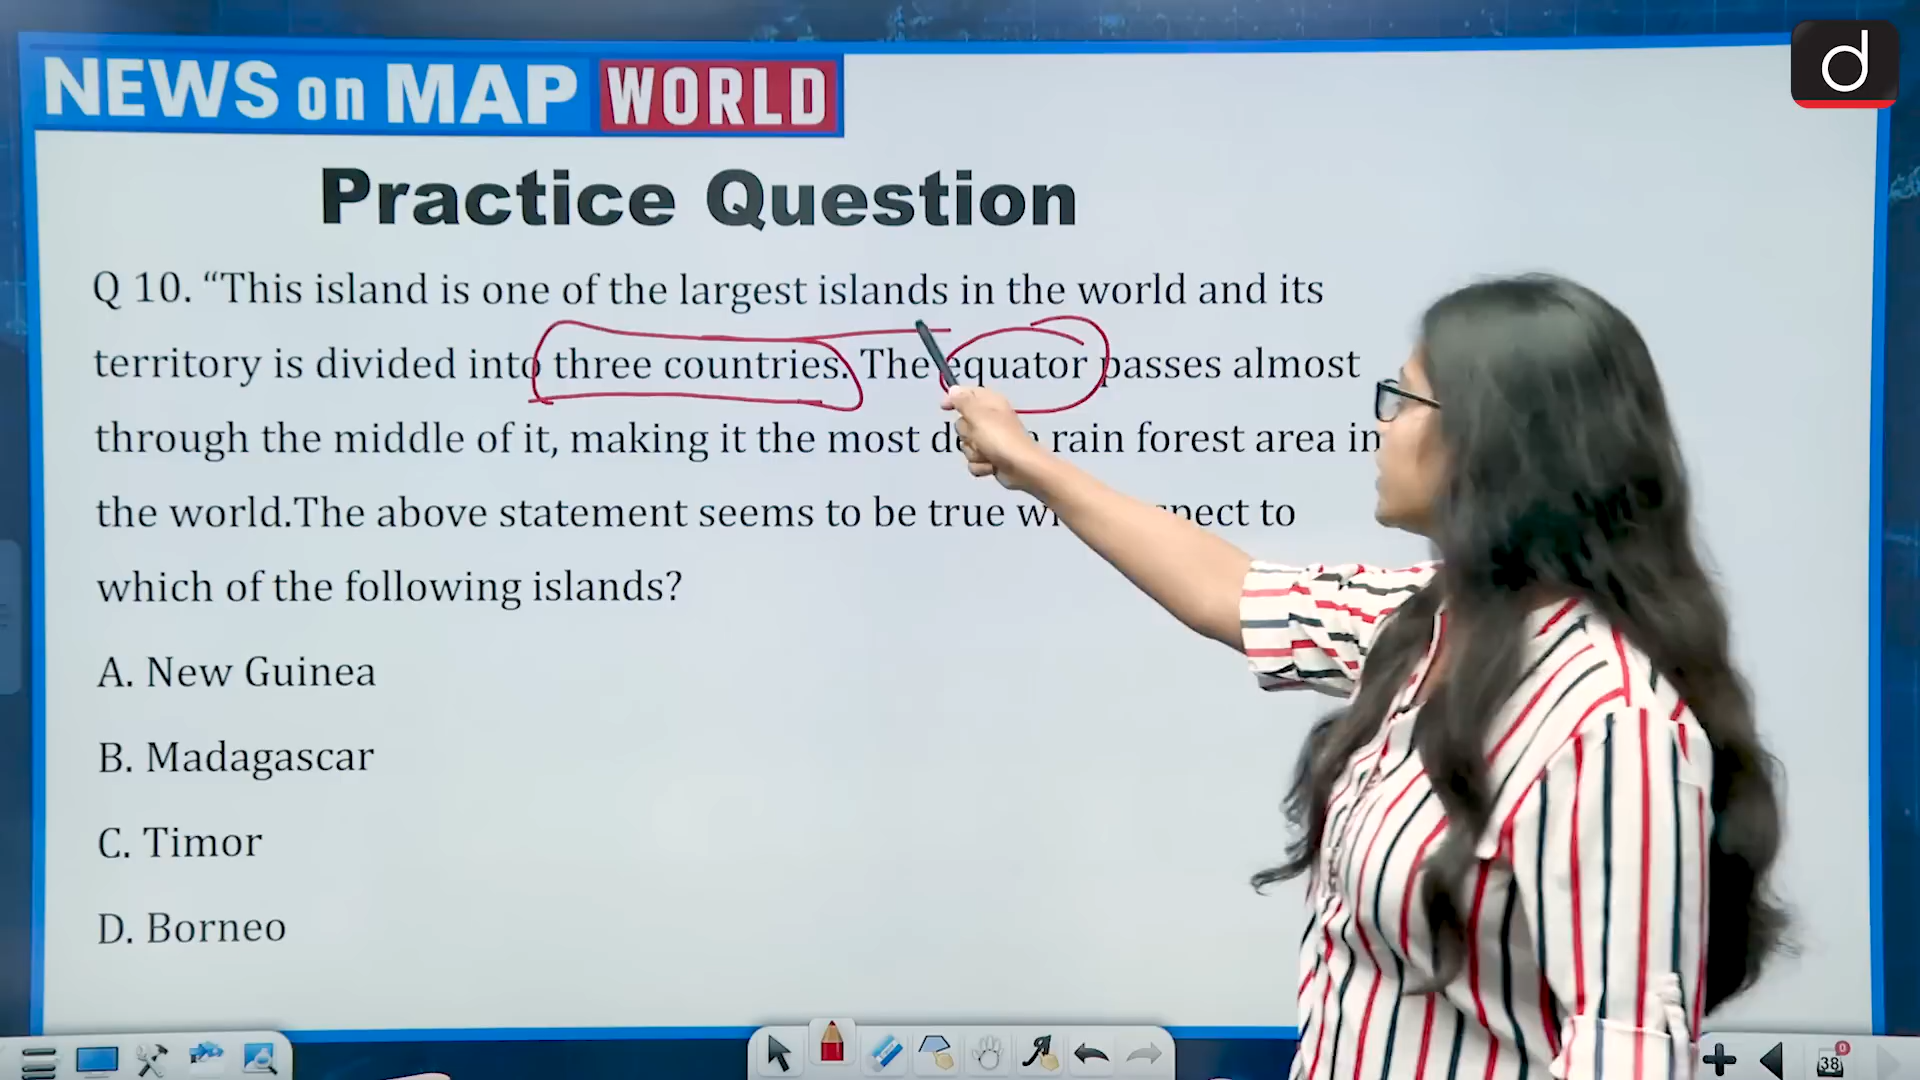 d
NEWS on MAP WORLD
Practice Question
Q 10. “This island is one of the largest islands in the world and its
territory is divided into three countries. The equator passes almost
through the middle of it, making it the most rain forest area in
the world.The above statement seems to be true to
which of the following islands?
A. New Guinea
B. Madagascar
C. Timor
D. Borneo
38
0